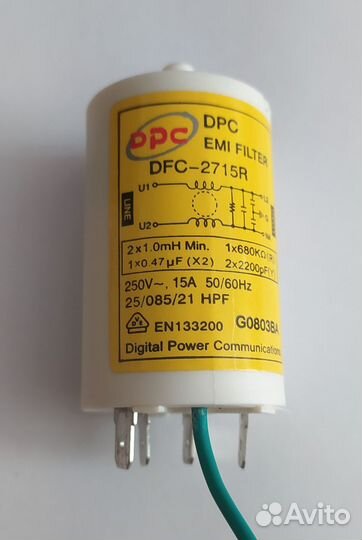 DPC
DPC
EMI FILTER
DFC-2715R
LINE
U1
U2
2x1.0mH Min.
1x680KΩ(R)
1x0.47µF(X2)
2x2200pF(Y)
250V~, 15A 50/60Hz
25/085/21 HPF
EN133200
G0803BA
Digital Power Communications
Avito